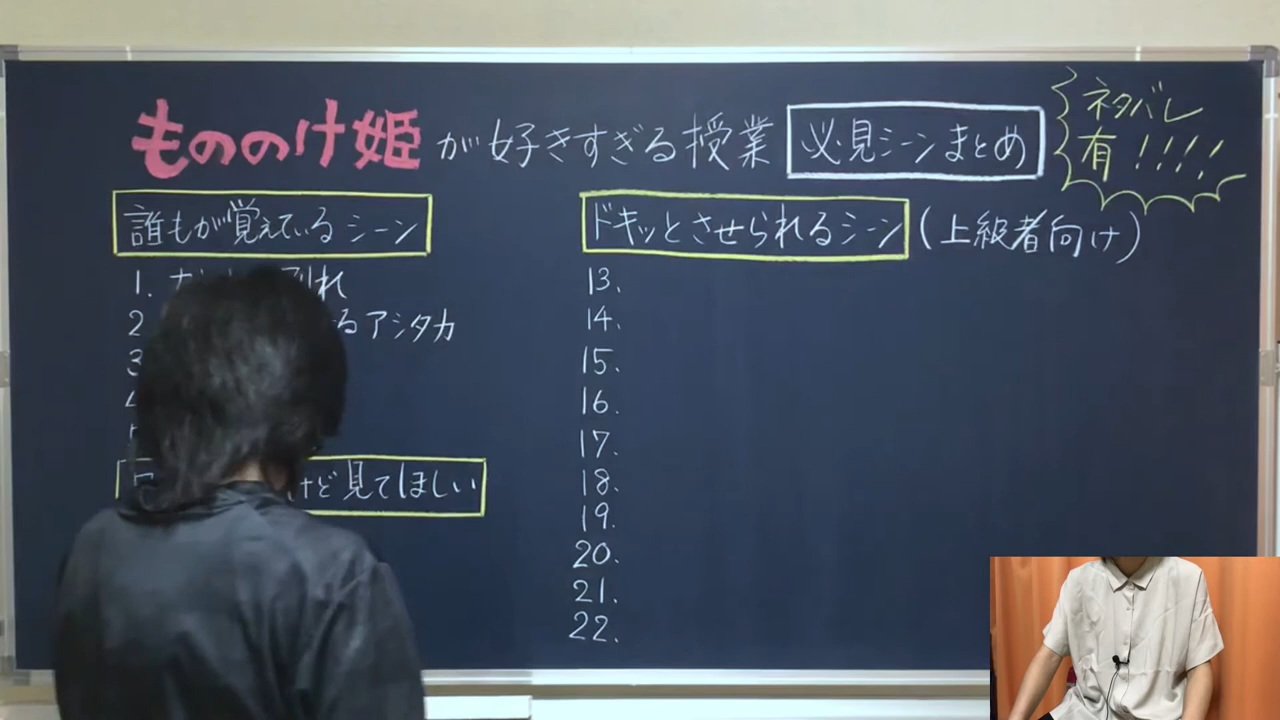 もののけ姫が好きすぎる授業 必見シーンまとめ
ネタバレ
有!!!!
誰もが覚えているシーン
1. 別れ
2 るアシタカ
3
けど見てほしい
ドキッとさせられるシーン(上級者向け)
13.
14.
15.
16.
17.
18.
19.
20.
21.
22.